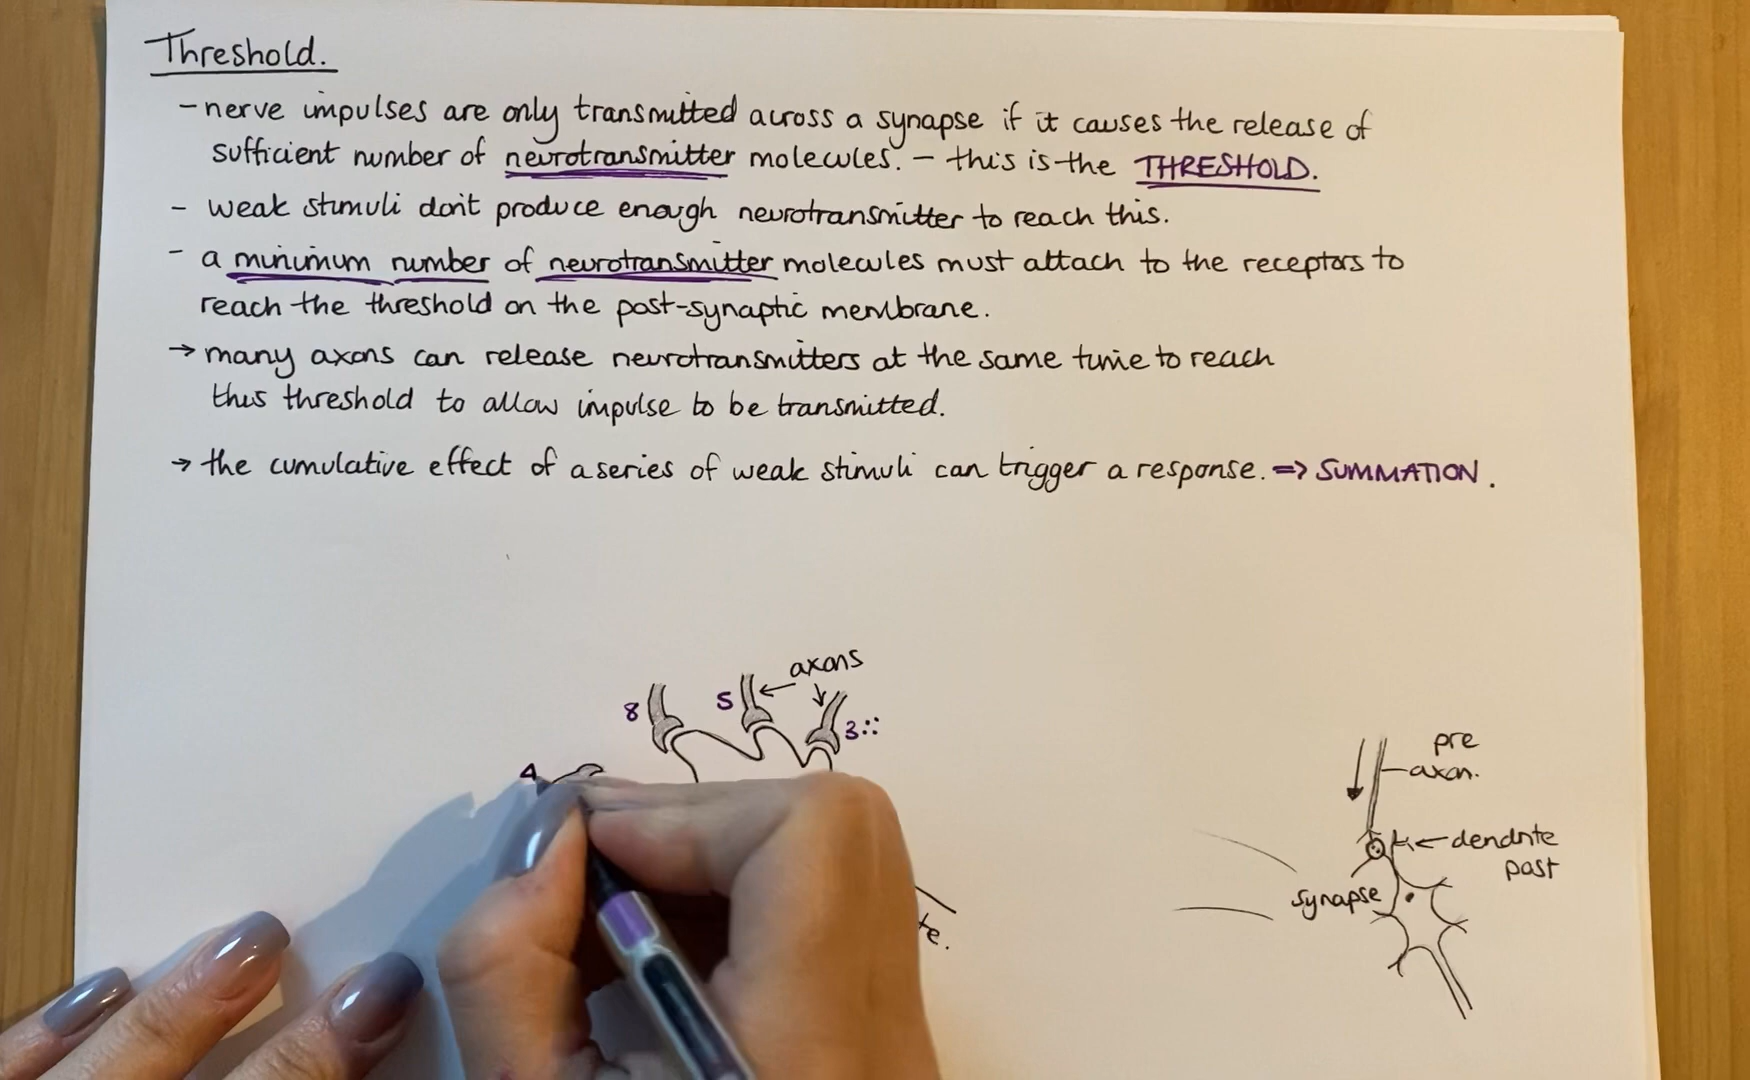 Threshold.
- nerve impulses are only transmitted across a synapse if it causes the release of
sufficient number of neurotransmitter molecules. - this is the THRESHOLD.
- weak stimuli don't produce enough neurotransmitter to reach this.
- a minimum number of neurotransmitter molecules must attach to the receptors to
reach the threshold on the post-synaptic membrane.
→ many axons can release neurotransmitters at the same time to reach
this threshold to allow impulse to be transmitted.
→ the cumulative effect of a series of weak stimuli can trigger a response. => SUMMATION.
axons
8
5
3
4
te.
pre
axon.
dendrite
post
synapse